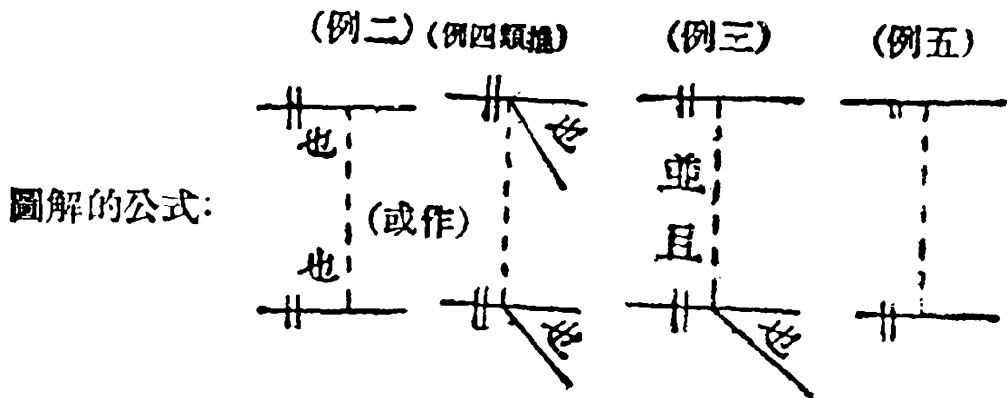 (例二) (例四類推) (例三) (例五)
也 也
並且
圖解的公式:
(或作)
也 也 也